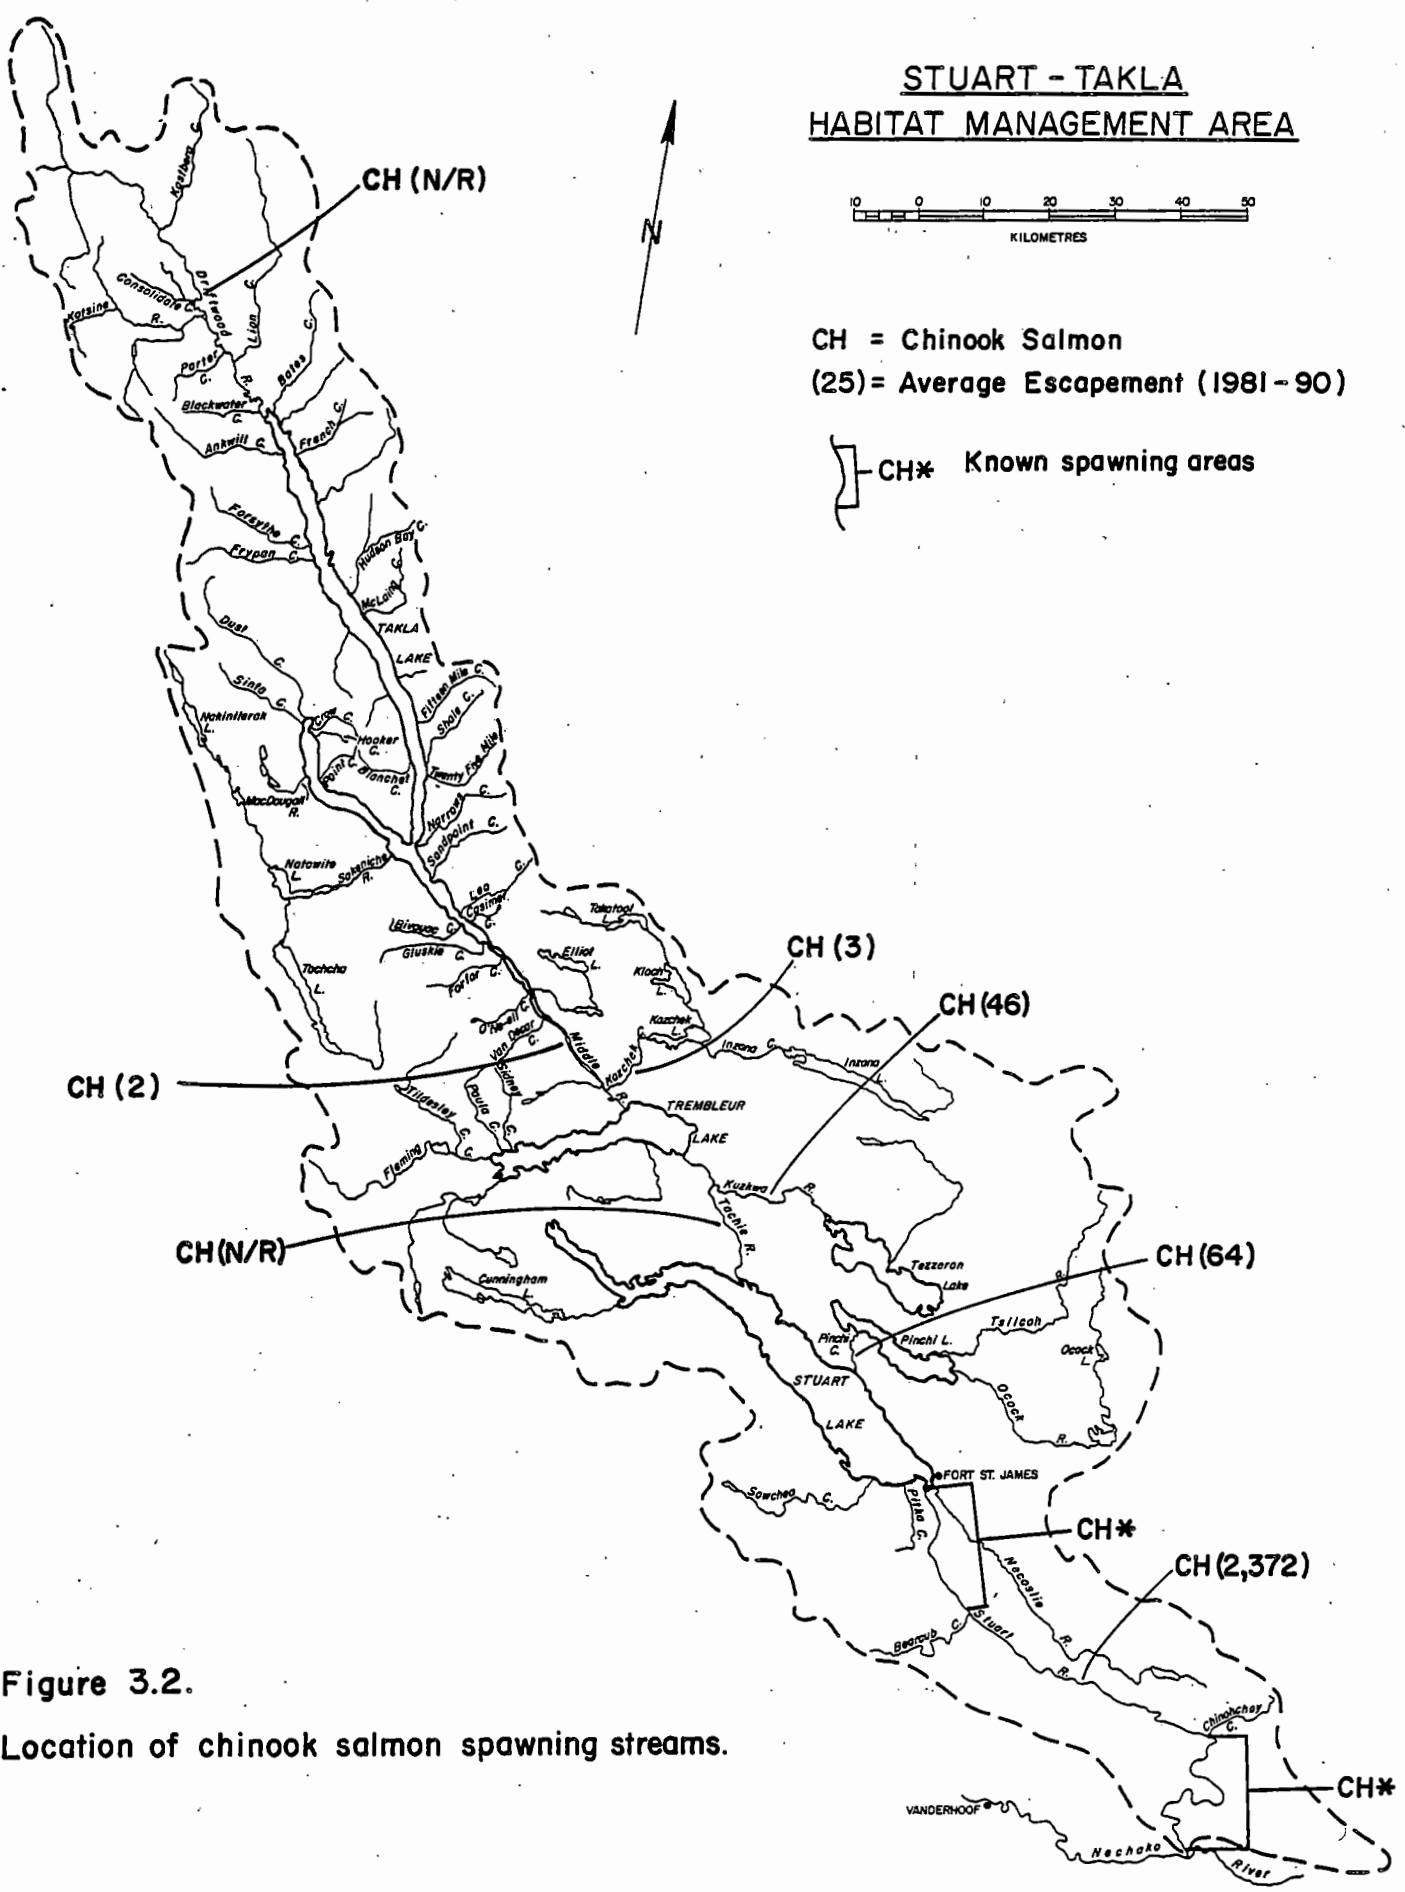 STUART - TAKLA
HABITAT MANAGEMENT AREA
10 0 10 20 30 40 50
KILOMETRES
N
CH = Chinook Salmon
(25) = Average Escapement (1981-90)
CH* Known spawning areas
CH (N/R)
Kastberg C.
Driftwood R.
Consolidate C.
Kotsine R.
Lion C.
Porter C.
Bates C.
Blackwater C.
Ankwill C.
French C.
Forsythe C.
Frypan C.
Hudson Bay C.
McLaing C.
TAKLA
LAKE
Dust C.
Sinta C.
Fifteen Mile C.
Shale C.
Nakinilerak
L.
Crow C.
Hooker
C.
Point C.
Blanchet
C.
Twenty Five Mile
MacDougall
R.
Narrows C.
Sandpoint C.
Natowite
L.
Sakeniche
R.
Leo
Casimer C.
C.
Bivouac C.
Gluskie C.
Forfar C.
Takatoot
L.
Elliot
L.
Kloch
L.
Kazchek
L.
Tochcha
L.
O'Ne-ell C.
Van Decar
C.
Middle R.
Kazchek C.
Inzana C.
Inzana
L.
CH (3)
CH (46)
CH (2)
Sidney C.
Paula C.
Tildesley C.
Fleming C.
TREMBLEUR
LAKE
Kuzkwa R.
Tachie R.
CH (N/R)
Cunningham
L.
Tezzeron
Lake
CH (64)
Pinchi
C.
Pinchi L.
Tsilcoh R.
Ocock
L.
Ocock R.
STUART
LAKE
FORT ST. JAMES
Sowchea C.
Pitka C.
CH*
Necoslie R.
CH (2,372)
Stuart R.
Bearcub C.
Chinohchey
C.
CH*
VANDERHOOF
Nechako River
Figure 3.2.
Location of chinook salmon spawning streams.